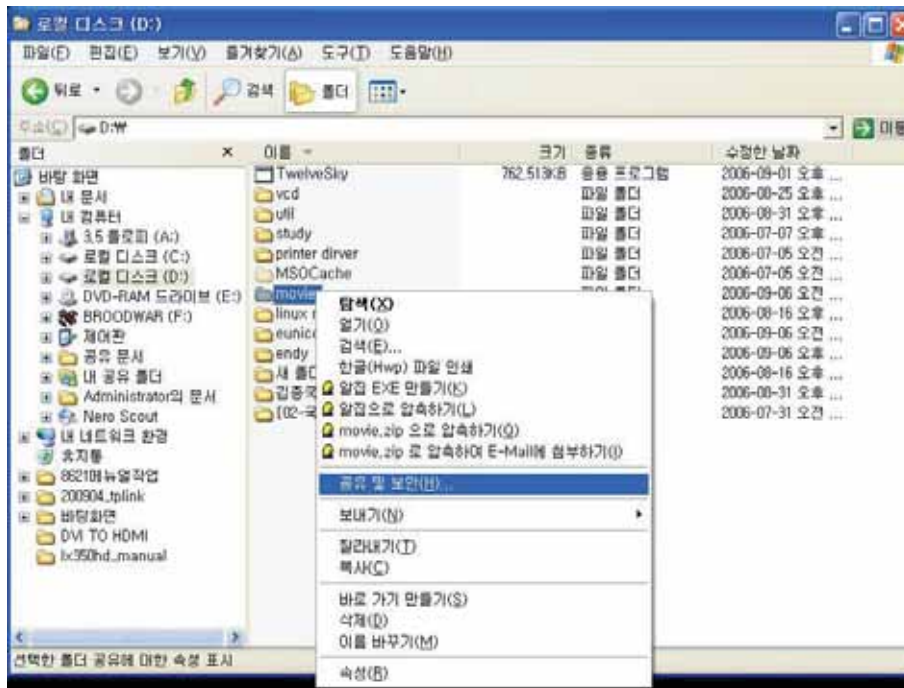 로컬 디스크 (D:)
파일(F) 편집(E) 보기(V) 즐겨찾기(A) 도구(T) 도움말(H)
뒤로 검색 폴더
주소(D) D:₩ 이동
폴더 × 이름 크기 종류 수정한 날짜
바탕 화면
내 문서
내 컴퓨터
3.5 플로피 (A:)
로컬 디스크 (C:)
로컬 디스크 (D:)
DVD-RAM 드라이브 (E:)
BROODWAR (F:)
제어판
공유 문서
내 공유 폴더
Administrator의 문서
Nero Scout
내 네트워크 환경
휴지통
8621메뉴얼작업
200904_tplink
바탕화면
DVI TO HDMI
lx350hd_manual
TwelveSky 762,513KB 응용 프로그램 2006-09-01 오후 ...
vcd 파일 폴더 2006-08-25 오후 ...
util 파일 폴더 2006-08-31 오후 ...
study 파일 폴더 2006-07-07 오후 ...
printer dirver 파일 폴더 2006-07-05 오전 ...
MSOCache 파일 폴더 2006-07-05 오전 ...
movie 파일 폴더 2006-09-06 오전 ...
linux 2006-08-16 오후 ...
eunice 2006-09-06 오전 ...
endy 2006-09-06 오후 ...
새 폴더 2006-08-16 오후 ...
김종국 2006-08-31 오후 ...
[02-국 2006-07-31 오전 ...
탐색(X)
열기(O)
검색(E)...
한글(Hwp) 파일 인쇄
알집 EXE 만들기(K)
알집으로 압축하기(L)
movie.zip 으로 압축하기(Q)
movie.zip 로 압축하여 E-Mail에 첨부하기(J)
공유 및 보안(H)...
보내기(N)
잘라내기(T)
복사(C)
바로 가기 만들기(S)
삭제(D)
이름 바꾸기(M)
속성(R)
선택한 폴더 공유에 대한 속성 표시